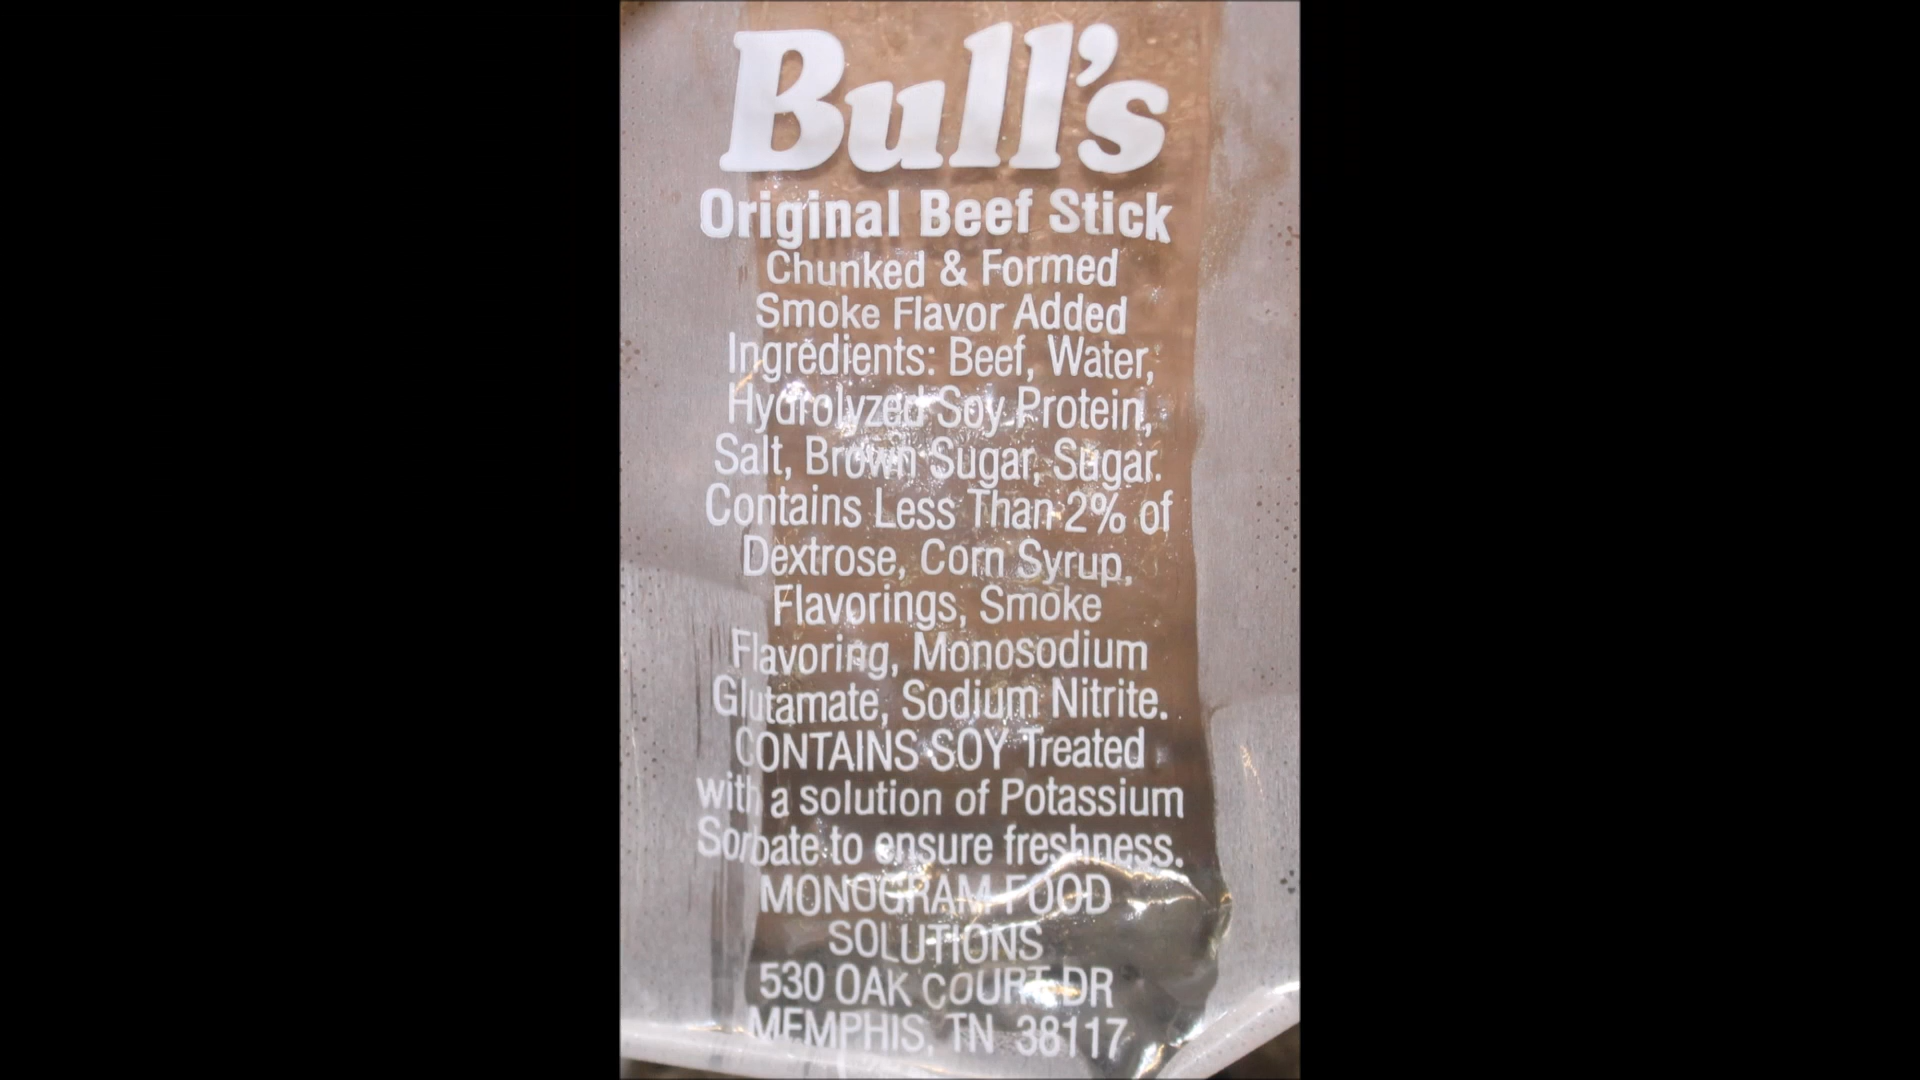 Bull's
Original Beef Stick
Chunked & Formed
Smoke Flavor Added
Ingredients: Beef, Water,
Hydrolyzed Soy Protein,
Salt, Brown Sugar, Sugar.
Contains Less Than 2% of
Dextrose, Corn Syrup,
Flavorings, Smoke
Flavoring, Monosodium
Glutamate, Sodium Nitrite.
CONTAINS SOY Treated
with a solution of Potassium
Sorbate to ensure freshness.
MONOGRAM FOOD
SOLUTIONS
530 OAK COURT DR
MEMPHIS, TN 38117